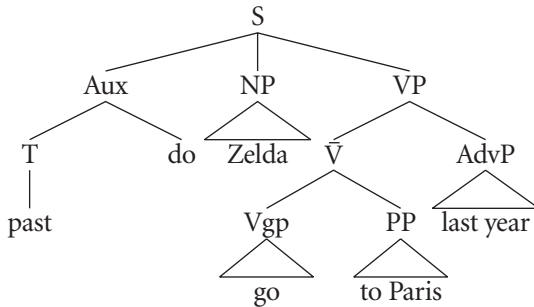 S
Aux NP VP
T do Zelda V̄ AdvP
past Vgp PP last year
go to Paris